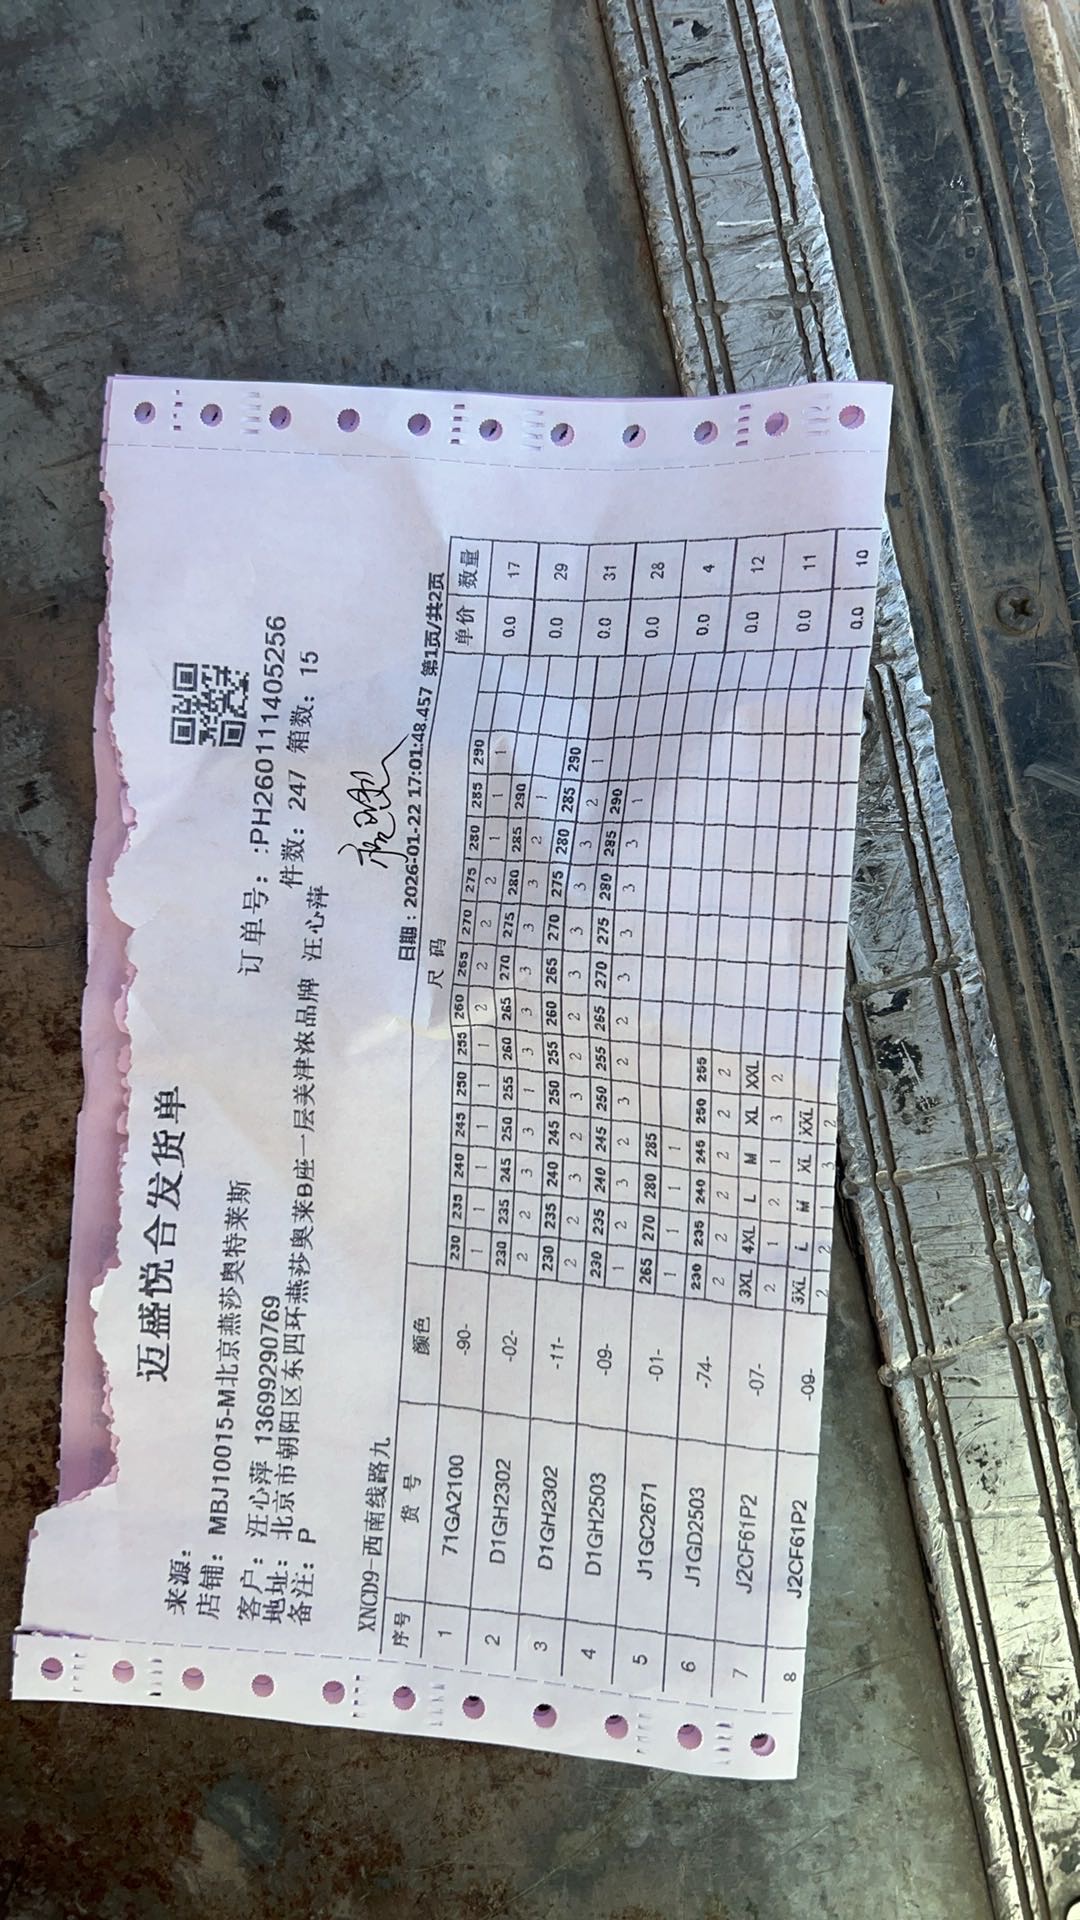 迈盛悦合发货单
来源：
店铺：MBJ10015-M北京燕莎奥特莱斯
订单号：:PH260111405256
客户：汪心萍 13699290769
件数：247 箱数：15
地址：北京市朝阳区东四环燕莎奥莱B座一层美津浓品牌 汪心萍
备注：P
XNCD9-西南线路九
日期：2026-01-22 17:01:48.457 第1页/共2页
序号 货号 颜色 尺码 单价 数量
230 235 240 245 250 255 260 265 270 275 280 285 290
1 71GA2100 -90- 1 1 1 1 1 1 2 2 2 2 1 1 1 0.0 17
230 235 245 250 255 260 265 270 275 280 285 290
2 D1GH2302 -02- 2 2 3 3 1 3 3 3 3 3 2 1 0.0 29
230 235 240 245 250 255 260 265 270 275 280 285 290
3 D1GH2302 -11- 2 2 3 2 3 2 2 3 3 3 3 2 1 0.0 31
230 235 240 245 250 255 265 270 275 280 285 290
4 D1GH2503 -09- 1 2 3 2 3 2 2 3 3 3 3 1 0.0 28
265 270 280 285
5 J1GC2671 -01- 1 1 1 1 0.0 4
230 235 240 245 250 255
6 J1GD2503 -74- 2 2 2 2 2 2 0.0 12
3XL 4XL L M XL XXL
7 J2CF61P2 -07- 2 1 2 1 3 2 0.0 11
3XL L M XL XXL
8 J2CF61P2 -09- 2 2 1 3 2 0.0 10